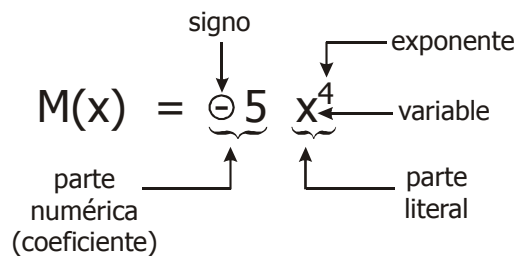 signo
exponente
M(x) = ⊖ 5 x⁴
variable
parte
numérica
(coeficiente)
parte
literal